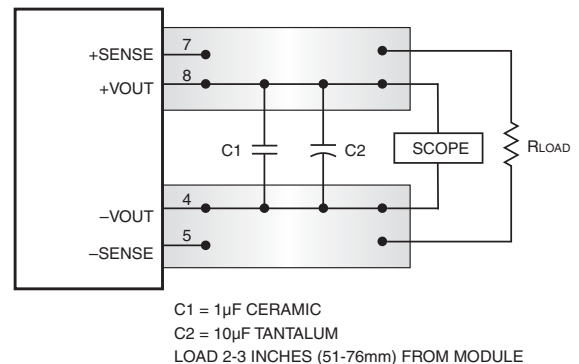 +SENSE 7
+VOUT 8
C1 C2 SCOPE RLOAD
−VOUT 4
−SENSE 5
C1 = 1µF CERAMIC
C2 = 10µF TANTALUM
LOAD 2-3 INCHES (51-76mm) FROM MODULE